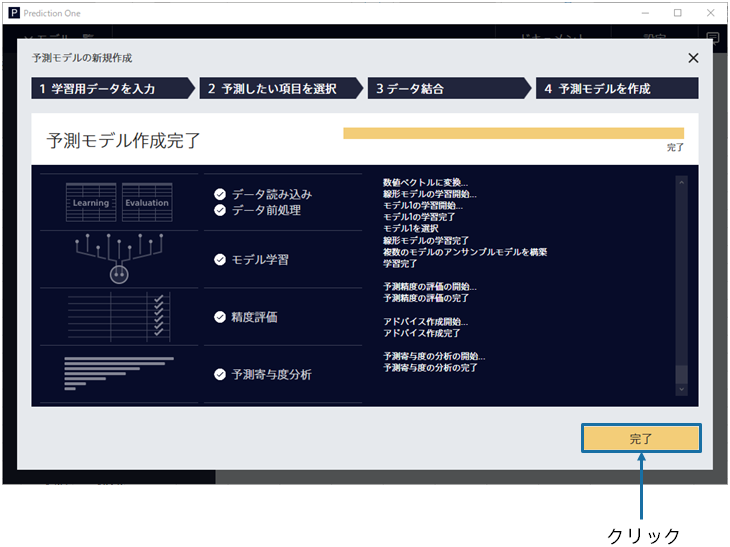 Prediction One
予測モデルの新規作成
1 学習用データを入力
2 予測したい項目を選択
3 データ結合
4 予測モデルを作成
予測モデル作成完了
完了
Learning
Evaluation
データ読み込み
データ前処理
モデル学習
精度評価
予測寄与度分析
数値ベクトルに変換...
線形モデルの学習開始...
モデル1の学習開始...
モデル1の学習完了
モデル1を選択
線形モデルの学習完了
複数のモデルのアンサンブルモデルを構築
学習完了
予測精度の評価の開始...
予測精度の評価の完了
アドバイス作成開始...
アドバイス作成完了
予測寄与度の分析の開始...
予測寄与度の分析の完了
完了
クリック